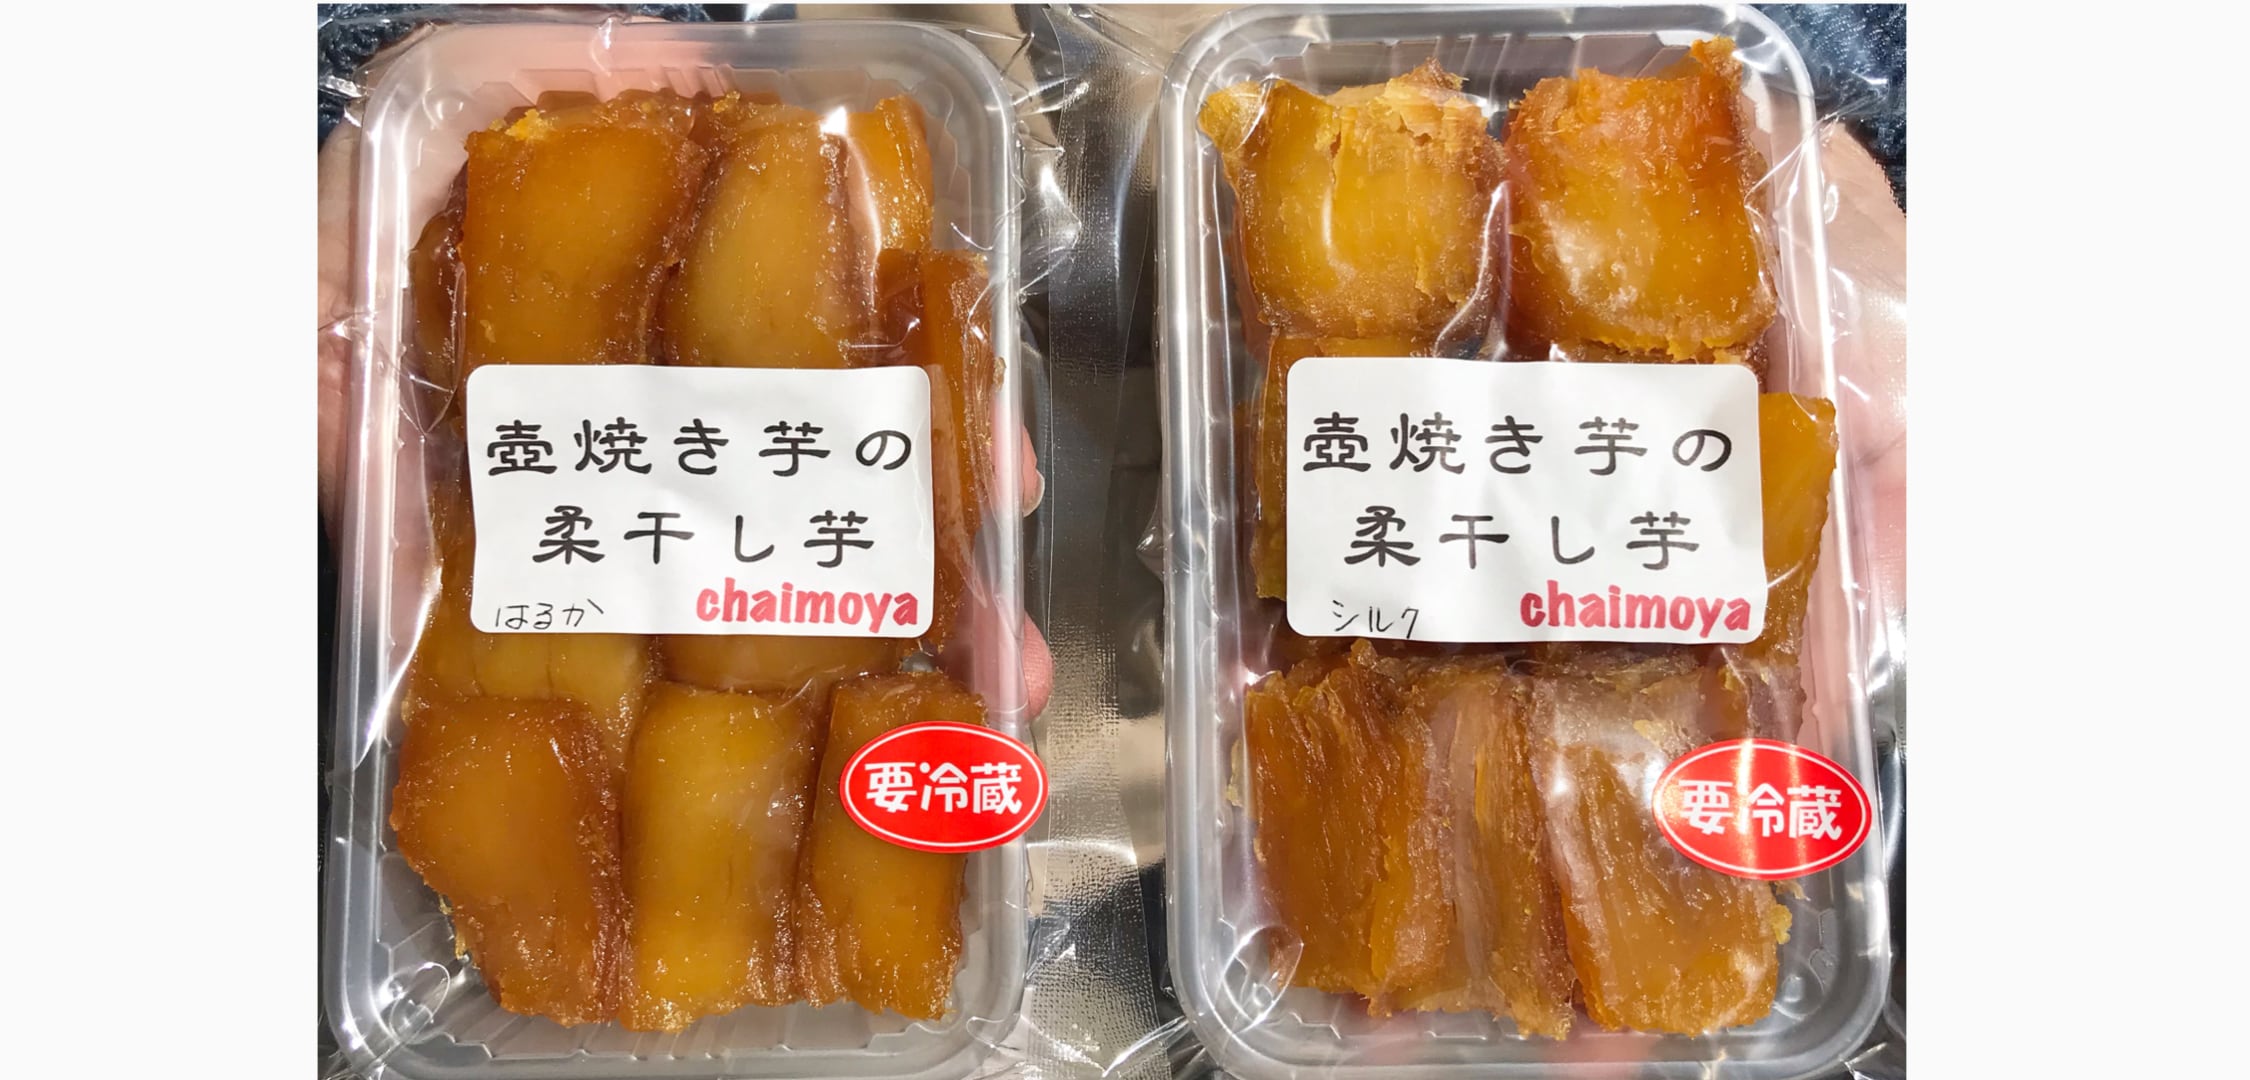 壺焼き芋の
柔干し芋
chaimoya
はるか
要冷蔵
壺焼き芋の
柔干し芋
chaimoya
シルク
要冷蔵